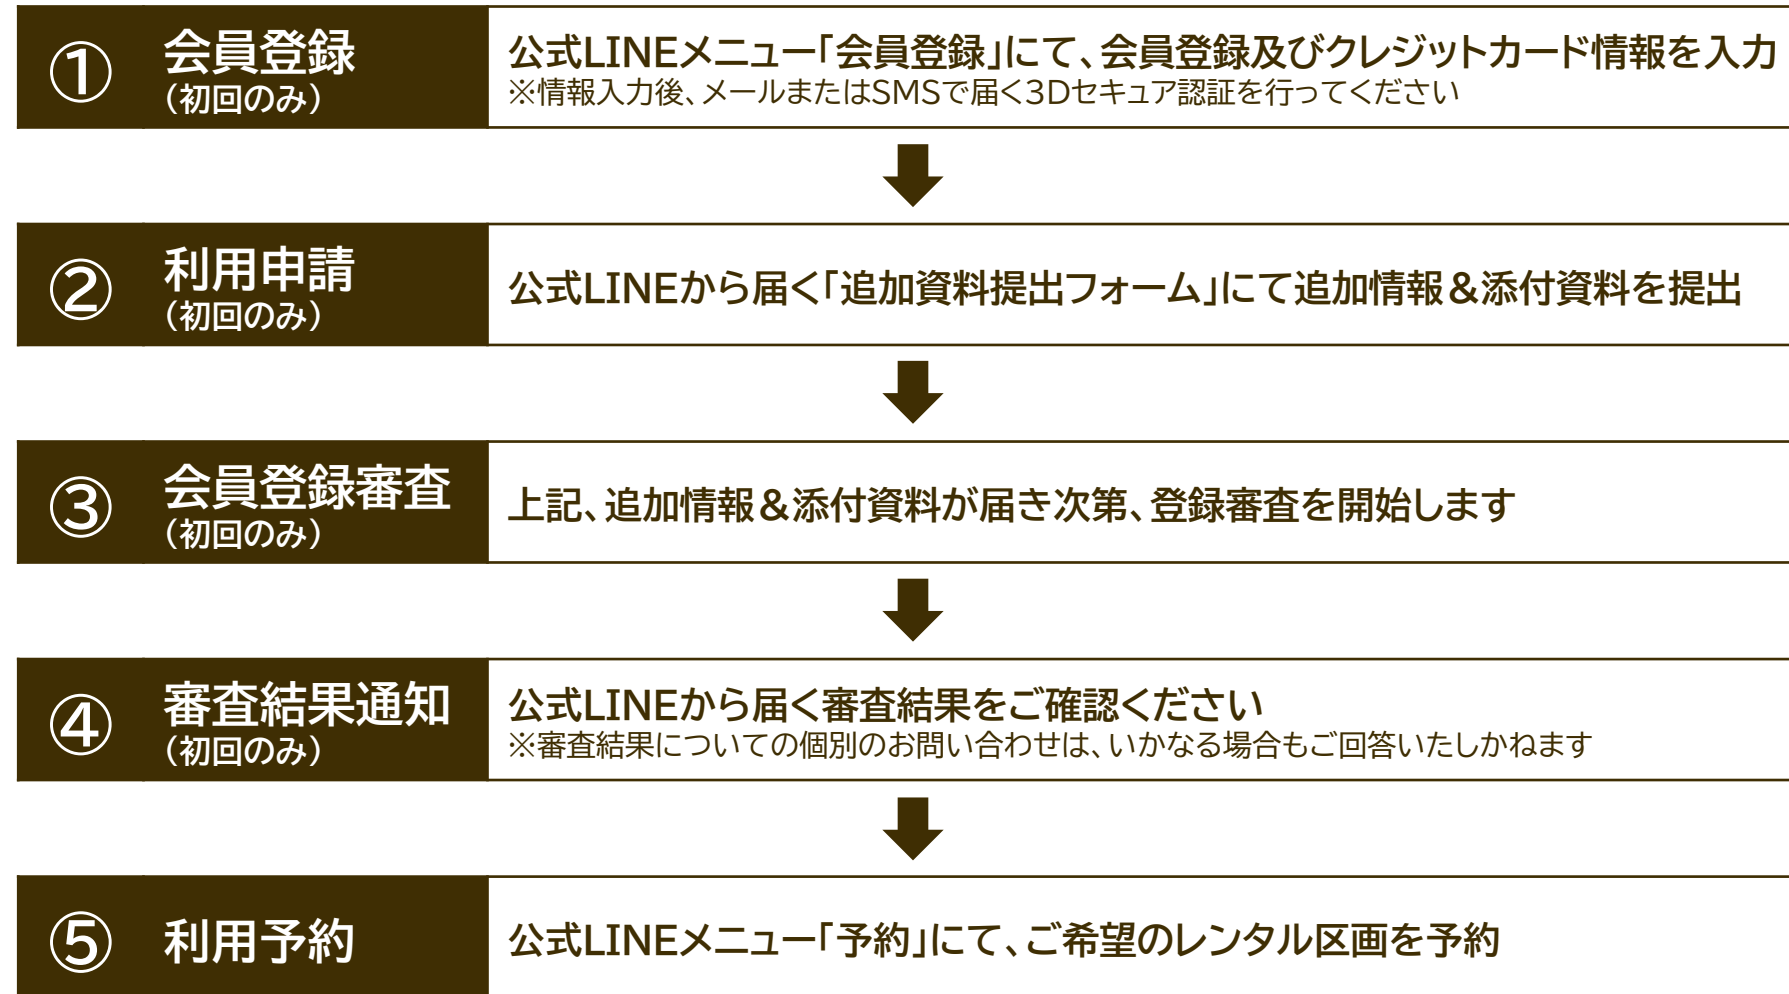 ①
会員登録
（初回のみ）
公式LINEメニュー「会員登録」にて、会員登録及びクレジットカード情報を入力
※情報入力後、メールまたはSMSで届く3Dセキュア認証を行ってください
②
利用申請
（初回のみ）
公式LINEから届く「追加資料提出フォーム」にて追加情報＆添付資料を提出
③
会員登録審査
（初回のみ）
上記、追加情報＆添付資料が届き次第、登録審査を開始します
④
審査結果通知
（初回のみ）
公式LINEから届く審査結果をご確認ください
※審査結果についての個別のお問い合わせは、いかなる場合もご回答いたしかねます
⑤
利用予約
公式LINEメニュー「予約」にて、ご希望のレンタル区画を予約